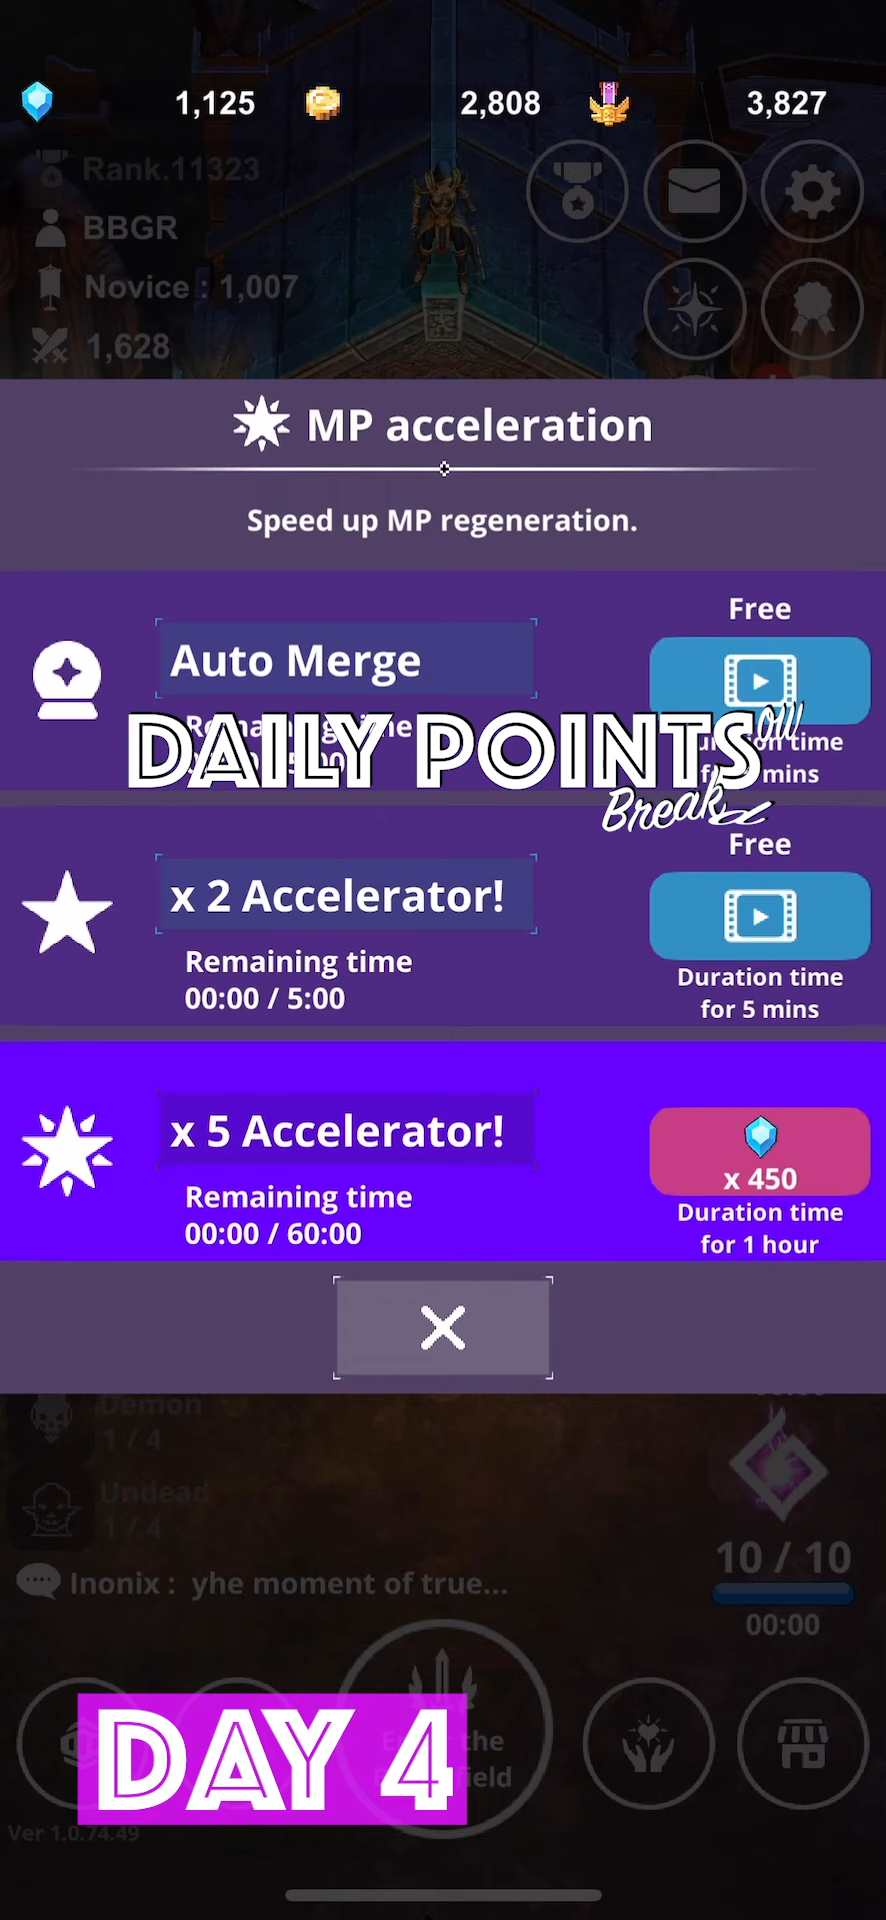 1,125
2,808
3,827
Rank.11323
BBGR
Novice : 1,007
1,628
MP acceleration
Speed up MP regeneration.
Free
Auto Merge
DAILY POINTS
time
mins
Break
Free
x 2 Accelerator!
Remaining time
00:00 / 5:00
Duration time
for 5 mins
x 5 Accelerator!
x 450
Remaining time
00:00 / 60:00
Duration time
for 1 hour
Demon
1 / 4
Undead
1 / 4
10 / 10
Inonix : yhe moment of true...
00:00
the
DAY 4
Ver 1.0.74.49